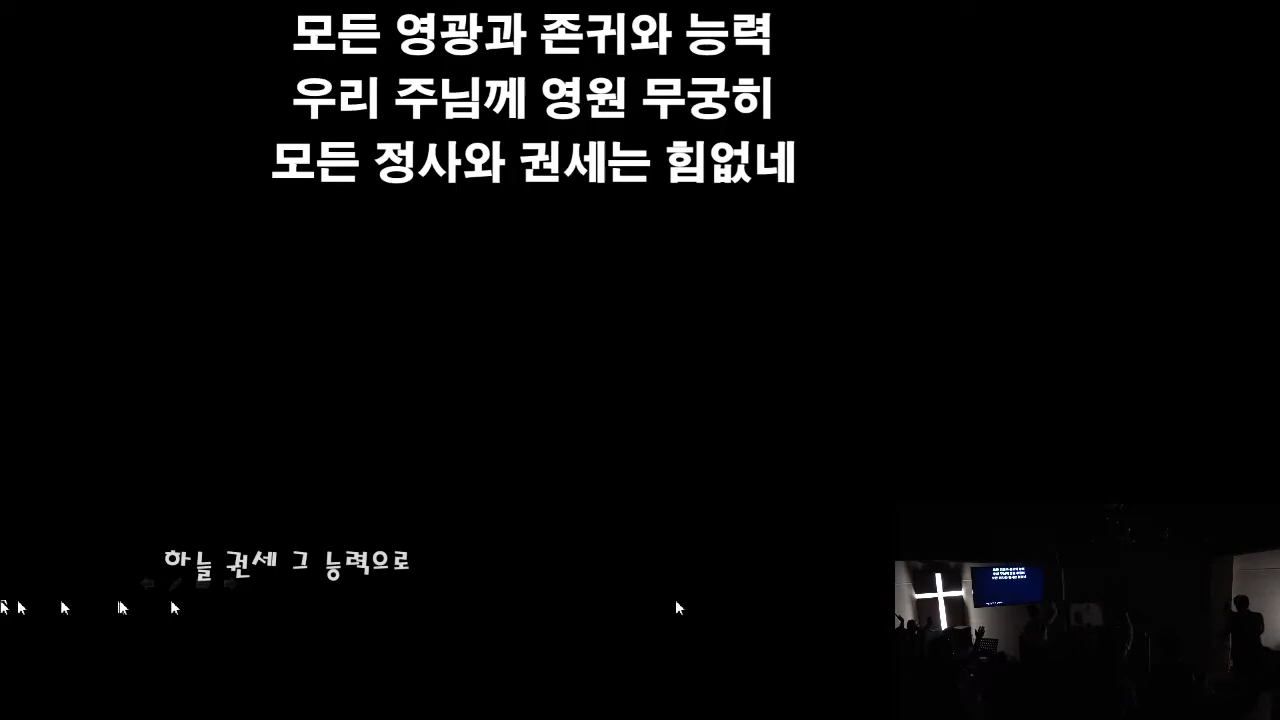 모든 영광과 존귀와 능력
우리 주님께 영원 무궁히
모든 정사와 권세는 힘없네
하늘 권세 그 능력으로